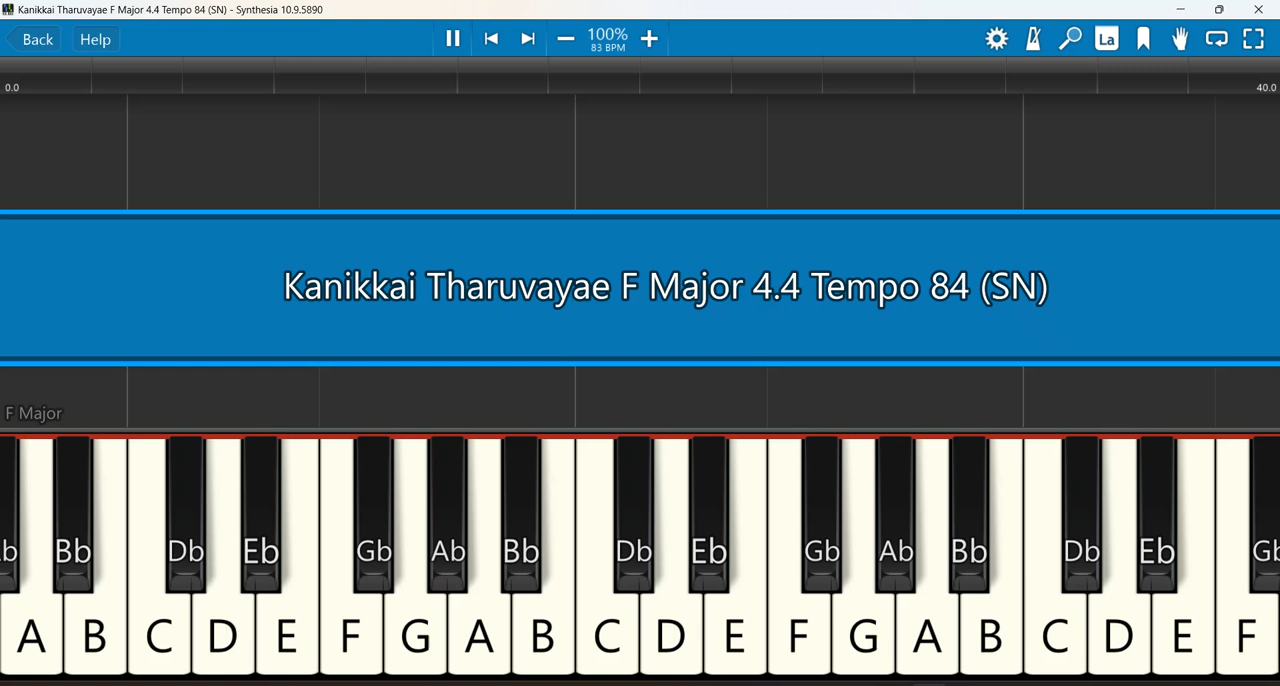 Kanikkai Tharuvayae F Major 4.4 Tempo 84 (SN) - Synthesia 10.9.5890
Back Help 100% La
83 BPM
0.0 40.0
Kanikkai Tharuvayae F Major 4.4 Tempo 84 (SN)
F Major
b Bb Db Eb Gb Ab Bb Db Eb Gb Ab Bb Db Eb Gb
A B C D E F G A B C D E F G A B C D E F